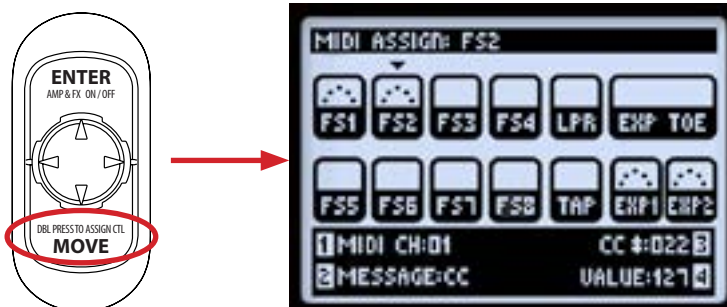 ENTER
AMP & FX ON / OFF
DBL PRESS TO ASSIGN CTL
MOVE
MIDI ASSIGN: FS2
FS1 FS2 FS3 FS4 LPR EXP TOE
FS5 FS6 FS7 FS8 TAP EXP1 EXP2
1 MIDI CH:01 CC #:022 3
2 MESSAGE:CC VALUE:127 4